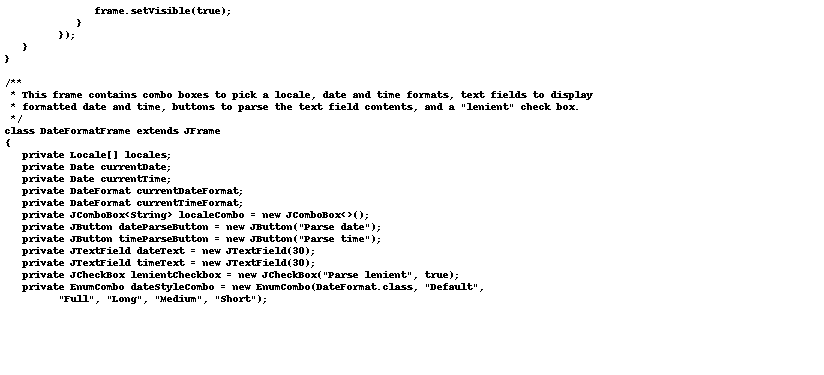 frame.setVisible(true);
}
});
}
}
/**
* This frame contains combo boxes to pick a locale, date and time formats, text fields to display
* formatted date and time, buttons to parse the text field contents, and a "lenient" check box.
*/
class DateFormatFrame extends JFrame
{
private Locale[] locales;
private Date currentDate;
private Date currentTime;
private DateFormat currentDateFormat;
private DateFormat currentTimeFormat;
private JComboBox<String> localeCombo = new JComboBox<>();
private JButton dateParseButton = new JButton("Parse date");
private JButton timeParseButton = new JButton("Parse time");
private JTextField dateText = new JTextField(30);
private JTextField timeText = new JTextField(30);
private JCheckBox lenientCheckbox = new JCheckBox("Parse lenient", true);
private EnumCombo dateStyleCombo = new EnumCombo(DateFormat.class, "Default",
"Full", "Long", "Medium", "Short");